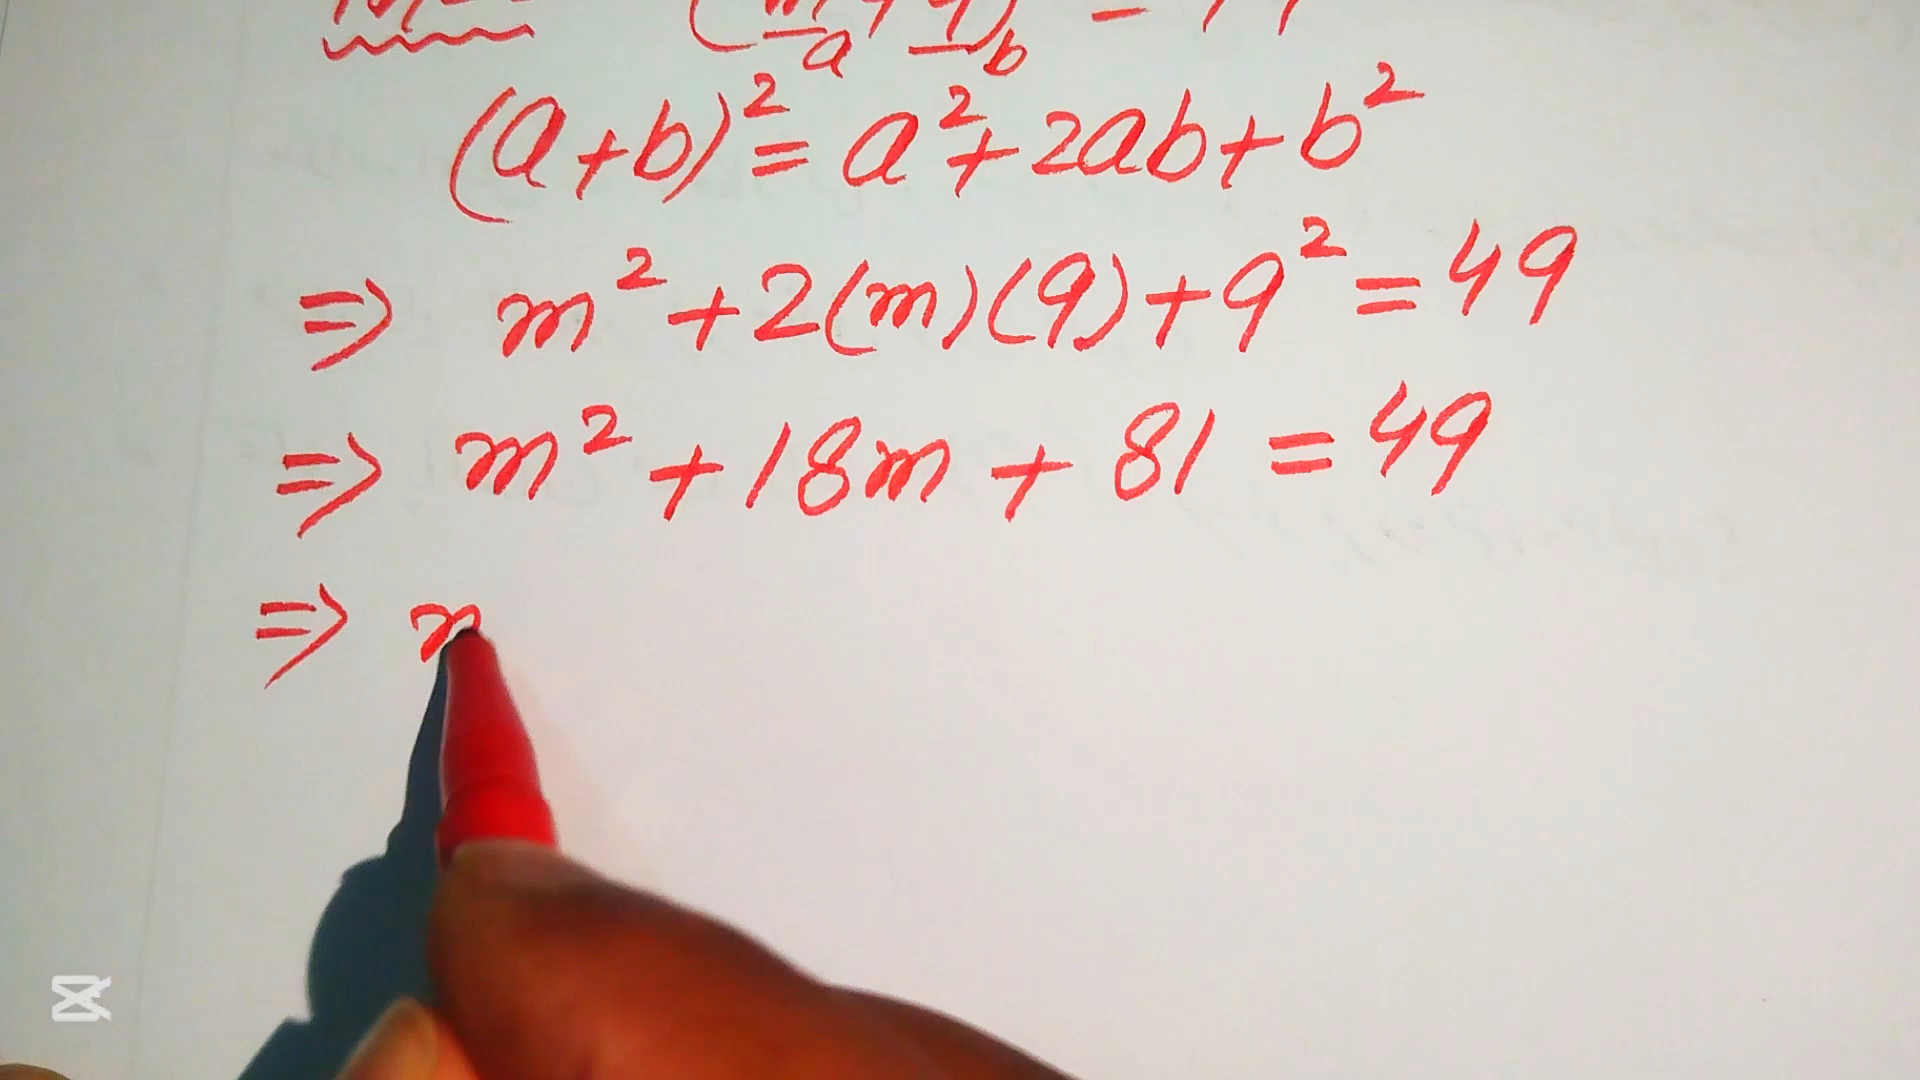 a b
(a+b)²=a²+2ab+b²
=> m²+2(m)(9)+9²=49
=> m²+18m+81=49
=> m